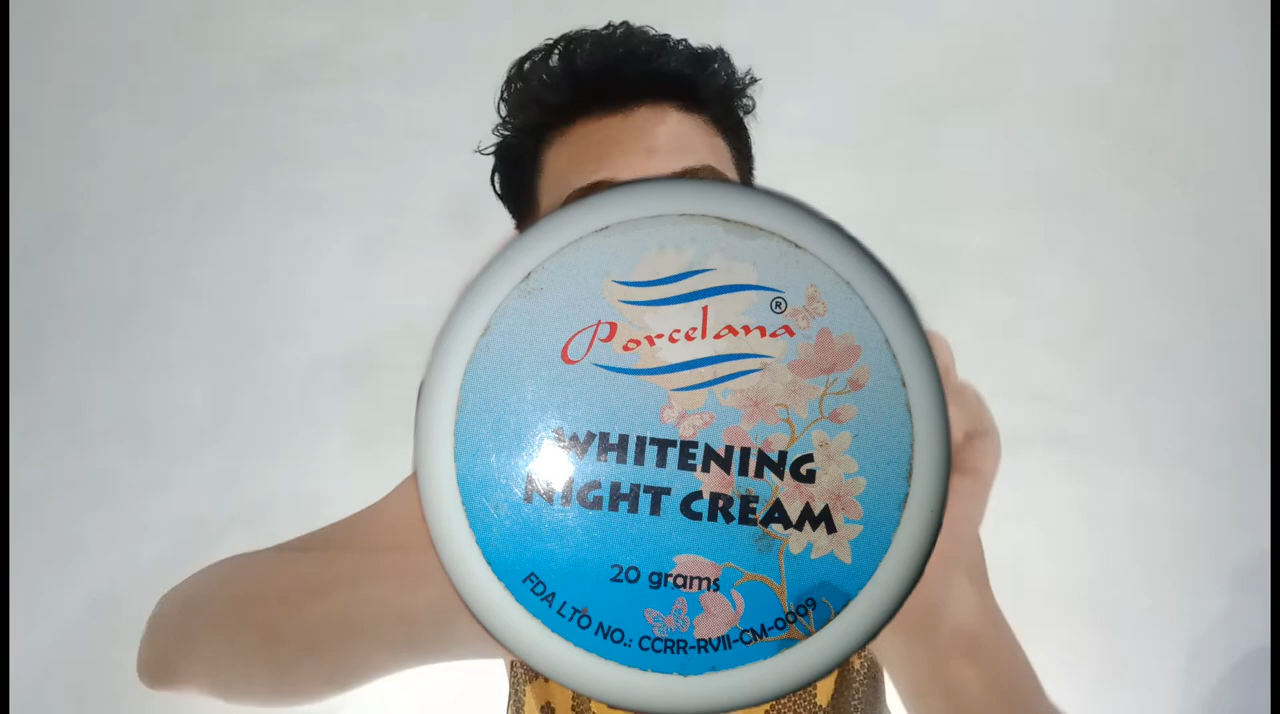 Porcelana ®
WHITENING
NIGHT CREAM
20 grams
FDA LTO NO.: CCRR-RVII-CM-0009